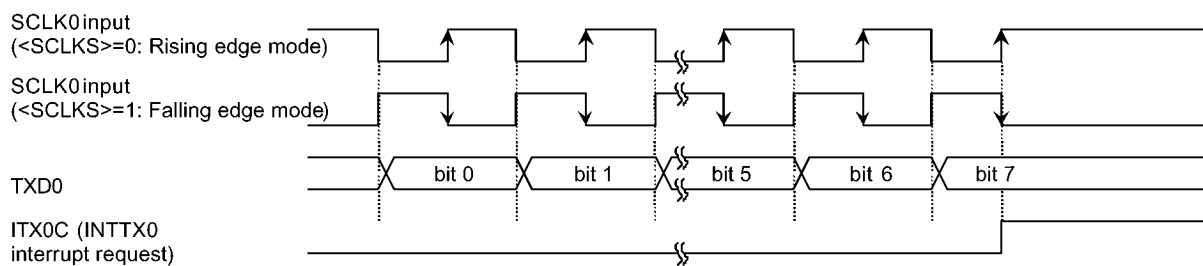 SCLK0 input
(<SCLKS>=0: Rising edge mode)
SCLK0 input
(<SCLKS>=1: Falling edge mode)
TXD0
bit 0
bit 1
bit 5
bit 6
bit 7
ITX0C (INTTX0
interrupt request)